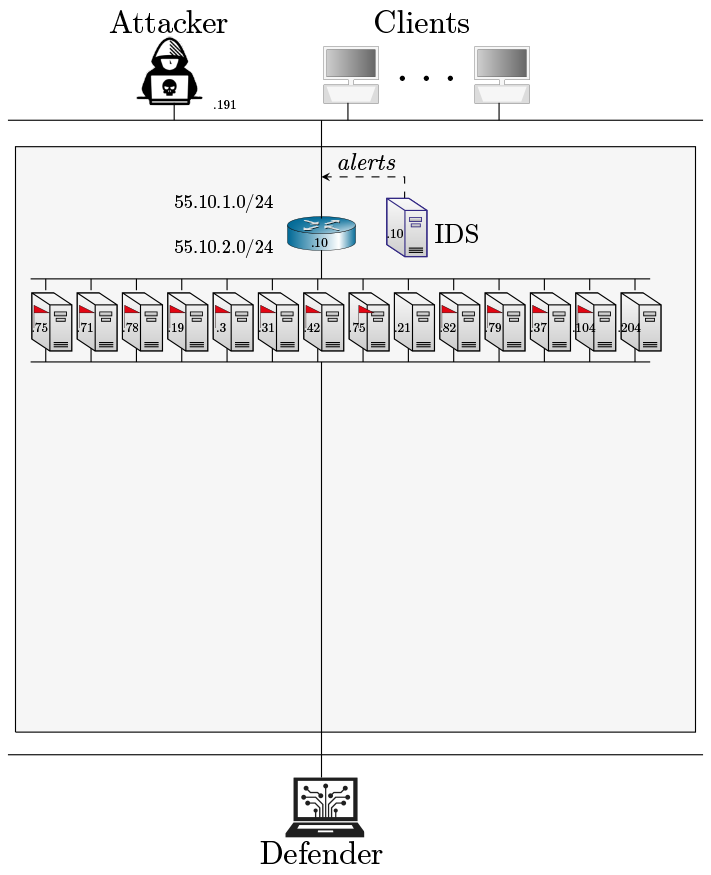 Attacker Clients
.191
alerts
55.10.1.0/24
55.10.2.0/24 .10 .10 IDS
.75 .71 .78 .19 .3 .31 .42 .75 .21 .82 .79 .37 .104 .204
Defender